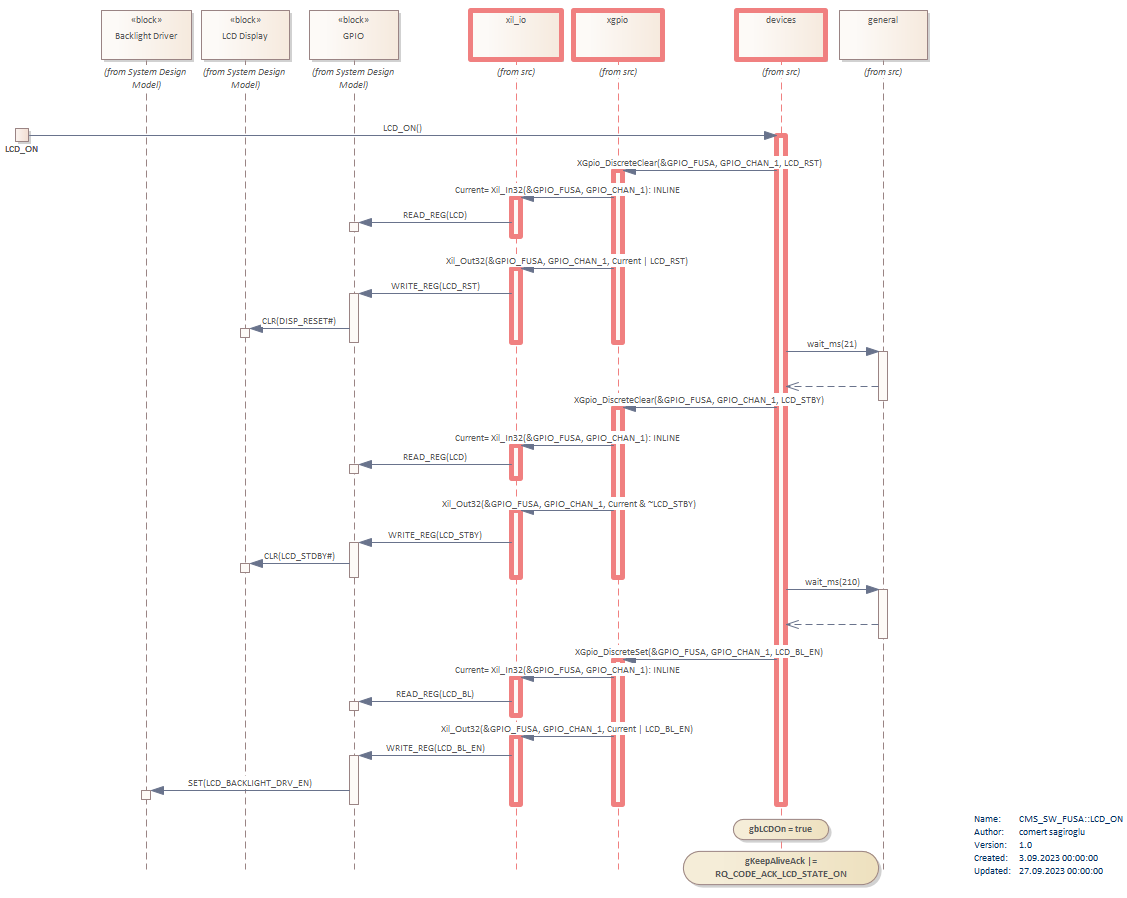 «block»
Backlight Driver
(from System Design
Model)
«block»
LCD Display
(from System Design
Model)
«block»
GPIO
(from System Design
Model)
xil_io
(from src)
xgpio
(from src)
devices
(from src)
general
(from src)
LCD_ON
LCD_ON()
XGpio_DiscreteClear(&GPIO_FUSA, GPIO_CHAN_1, LCD_RST)
Current= Xil_In32(&GPIO_FUSA, GPIO_CHAN_1): INLINE
READ_REG(LCD)
Xil_Out32(&GPIO_FUSA, GPIO_CHAN_1, Current | LCD_RST)
WRITE_REG(LCD_RST)
CLR(DISP_RESET#)
wait_ms(21)
XGpio_DiscreteClear(&GPIO_FUSA, GPIO_CHAN_1, LCD_STBY)
Current= Xil_In32(&GPIO_FUSA, GPIO_CHAN_1): INLINE
READ_REG(LCD)
Xil_Out32(&GPIO_FUSA, GPIO_CHAN_1, Current & ~LCD_STBY)
WRITE_REG(LCD_STBY)
CLR(LCD_STDBY#)
wait_ms(210)
XGpio_DiscreteSet(&GPIO_FUSA, GPIO_CHAN_1, LCD_BL_EN)
Current= Xil_In32(&GPIO_FUSA, GPIO_CHAN_1): INLINE
READ_REG(LCD_BL)
Xil_Out32(&GPIO_FUSA, GPIO_CHAN_1, Current | LCD_BL_EN)
WRITE_REG(LCD_BL_EN)
SET(LCD_BACKLIGHT_DRV_EN)
gbLCDOn = true
gKeepAliveAck |=
RQ_CODE_ACK_LCD_STATE_ON
Name: CMS_SW_FUSA::LCD_ON
Author: comert sagiroglu
Version: 1.0
Created: 3.09.2023 00:00:00
Updated: 27.09.2023 00:00:00